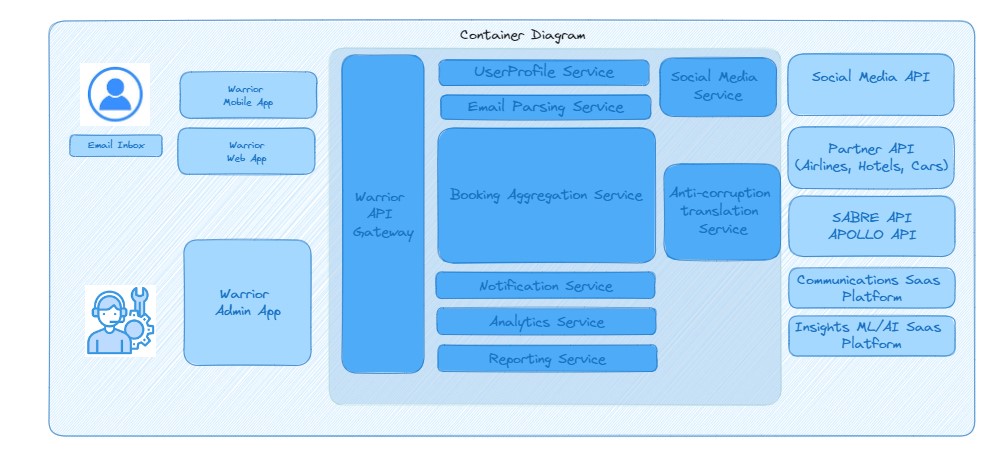 Container Diagram
Email Inbox
Warrior
Mobile App
Warrior
Web App
Warrior
Admin App
Warrior
API
Gateway
UserProfile Service
Email Parsing Service
Booking Aggregation Service
Notification Service
Analytics Service
Reporting Service
Social Media
Service
Anti-corruption
translation
Service
Social Media API
Partner API
(Airlines, Hotels, Cars)
SABRE API
APOLLO API
Communications Saas
Platform
Insights ML/AI Saas
Platform